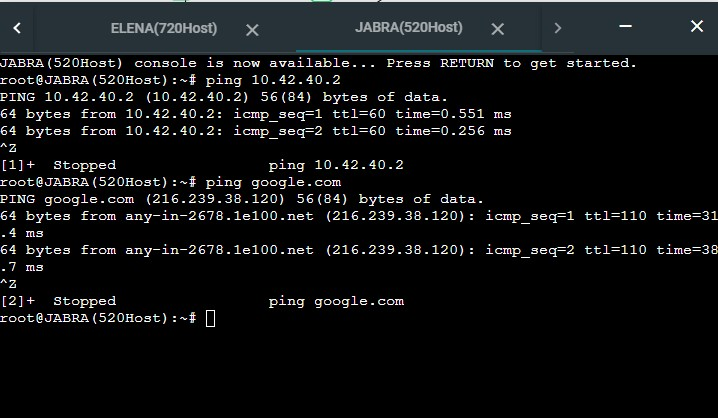 ELENA(720Host) JABRA(520Host)
JABRA(520Host) console is now available... Press RETURN to get started.
root@JABRA(520Host):~# ping 10.42.40.2
PING 10.42.40.2 (10.42.40.2) 56(84) bytes of data.
64 bytes from 10.42.40.2: icmp_seq=1 ttl=60 time=0.551 ms
64 bytes from 10.42.40.2: icmp_seq=2 ttl=60 time=0.256 ms
^Z
[1]+  Stopped                 ping 10.42.40.2
root@JABRA(520Host):~# ping google.com
PING google.com (216.239.38.120) 56(84) bytes of data.
64 bytes from any-in-2678.1e100.net (216.239.38.120): icmp_seq=1 ttl=110 time=31
.4 ms
64 bytes from any-in-2678.1e100.net (216.239.38.120): icmp_seq=2 ttl=110 time=38
.7 ms
^Z
[2]+  Stopped                 ping google.com
root@JABRA(520Host):~#